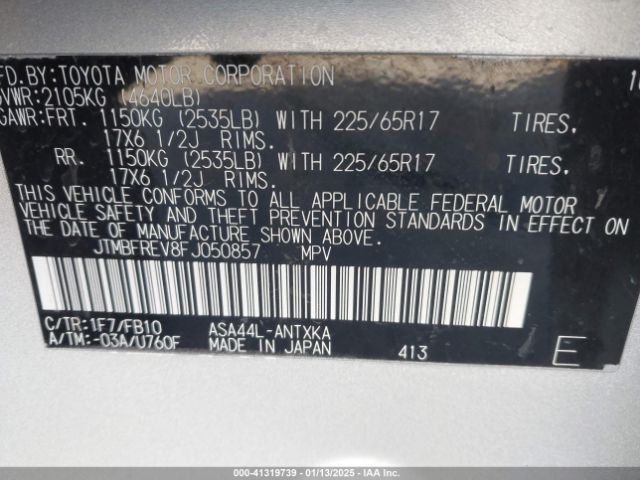 FD.BY:TOYOTA MOTOR CORPORATION
VWR:2105KG (4640LB)
GAWR:FRT. 1150KG (2535LB) WITH 225/65R17 TIRES.
17X6 1/2J RIMS.
RR. 1150KG (2535LB) WITH 225/65R17 TIRES.
17X6 1/2J RIMS.
THIS VEHICLE CONFORMS TO ALL APPLICABLE FEDERAL MOTOR
VEHICLE SAFETY AND THEFT PREVENTION STANDARDS IN EFFECT ON
THE DATE OF MANUFACTURE SHOWN ABOVE.
JTMBFREV8FJ050857 MPV
C/TR:1F7/FB10 ASA44L-ANTXKA
A/TM:-03A/U760F MADE IN JAPAN 413 E
000-41319739 - 01/13/2025 - IAA Inc.